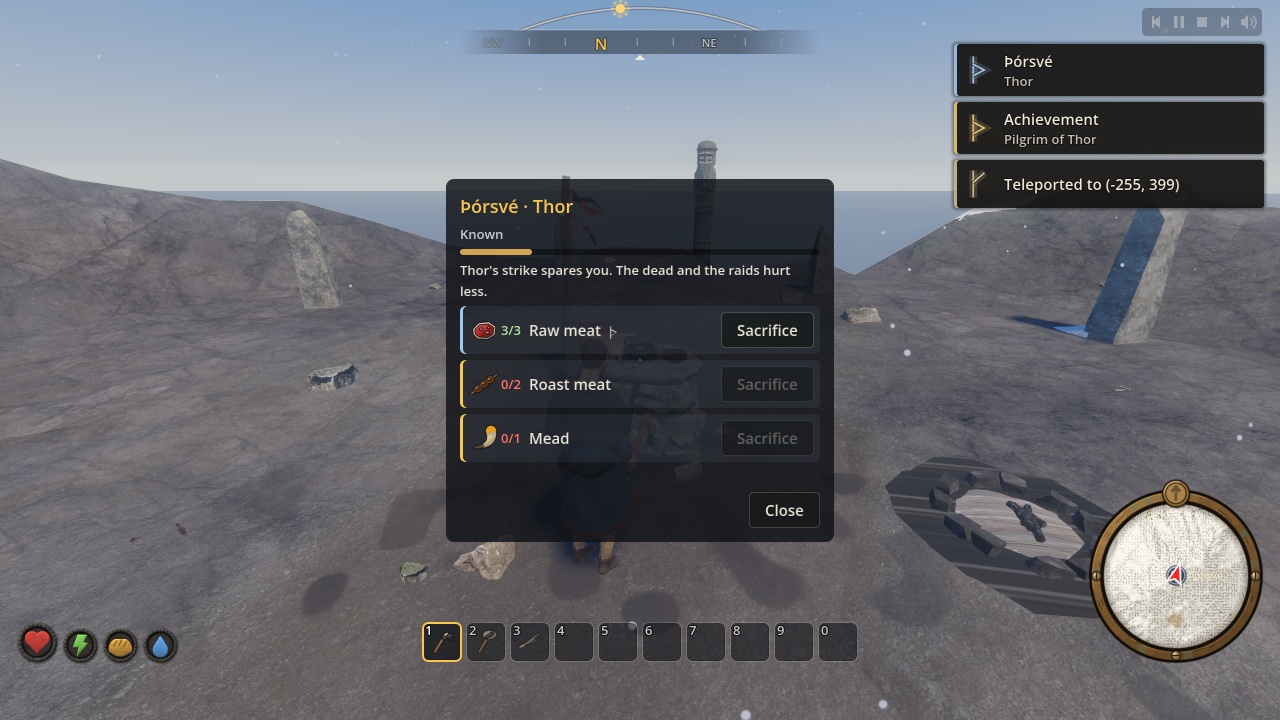 NW
N
NE
Þórsvé
Thor
Achievement
Pilgrim of Thor
Teleported to (-255, 399)
Þórsvé · Thor
Known
Thor's strike spares you. The dead and the raids hurt
less.
3/3 Raw meat ᚦ Sacrifice
0/2 Roast meat Sacrifice
0/1 Mead Sacrifice
Close
1 2 3 4 5 6 7 8 9 0